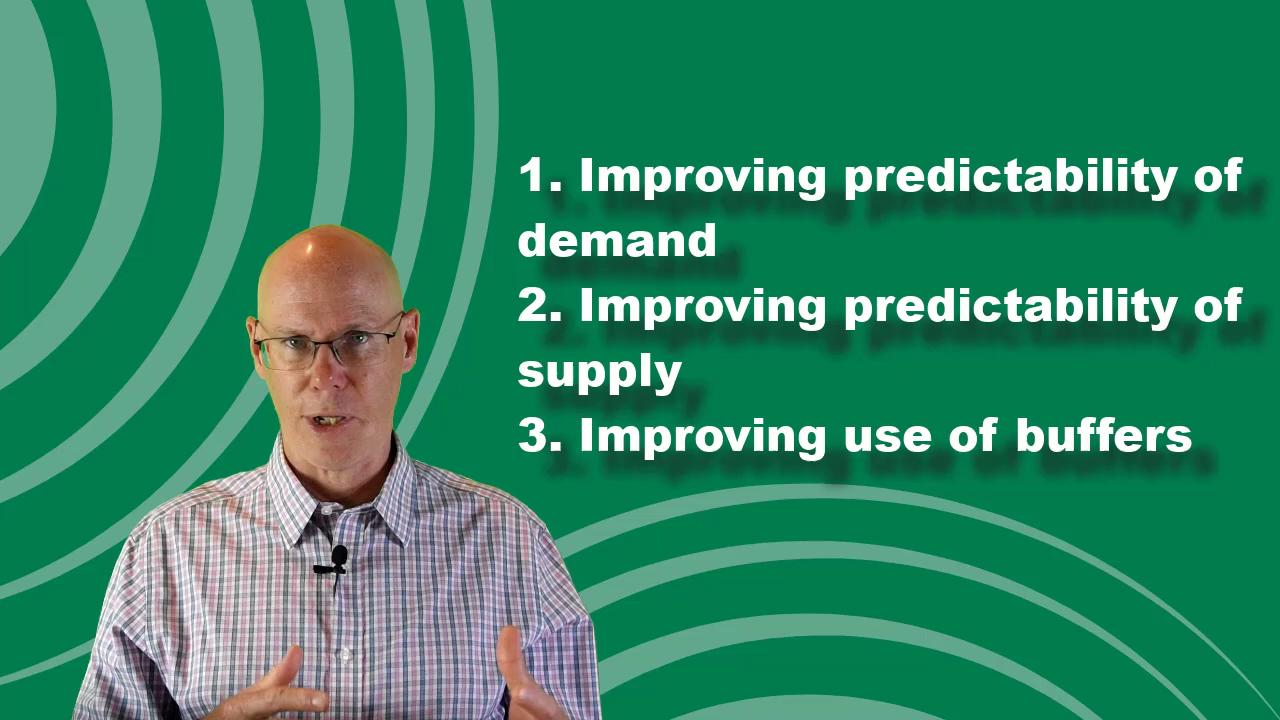 1. Improving predictability of
demand
2. Improving predictability of
supply
3. Improving use of buffers